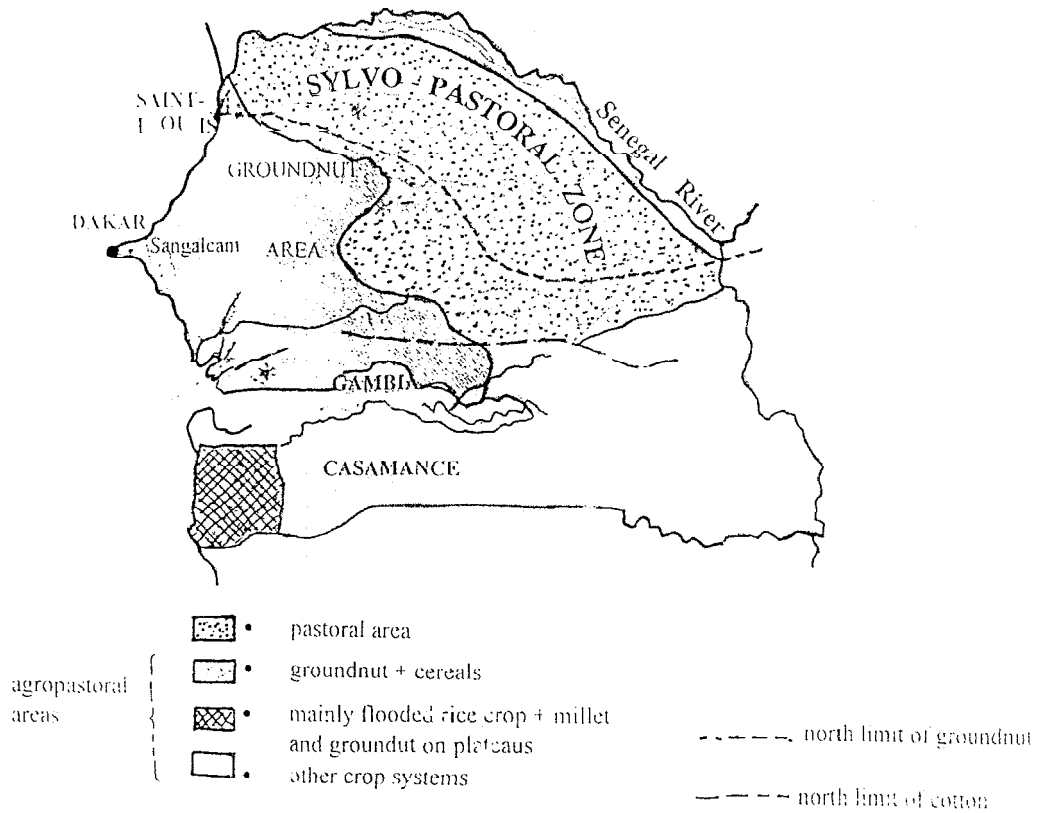 SYLVO - PASTORAL ZONE
Senegal River
SAINT-
LOUIS
GROUNDNUT
DAKAR
Sangalcam
AREA
GAMBIA
CASAMANCE
pastoral area
groundnut + cereals
agropastoral
areas
mainly flooded rice crop + millet
and groundut on plateaus
other crop systems
north limit of groundnut
north limit of cotton